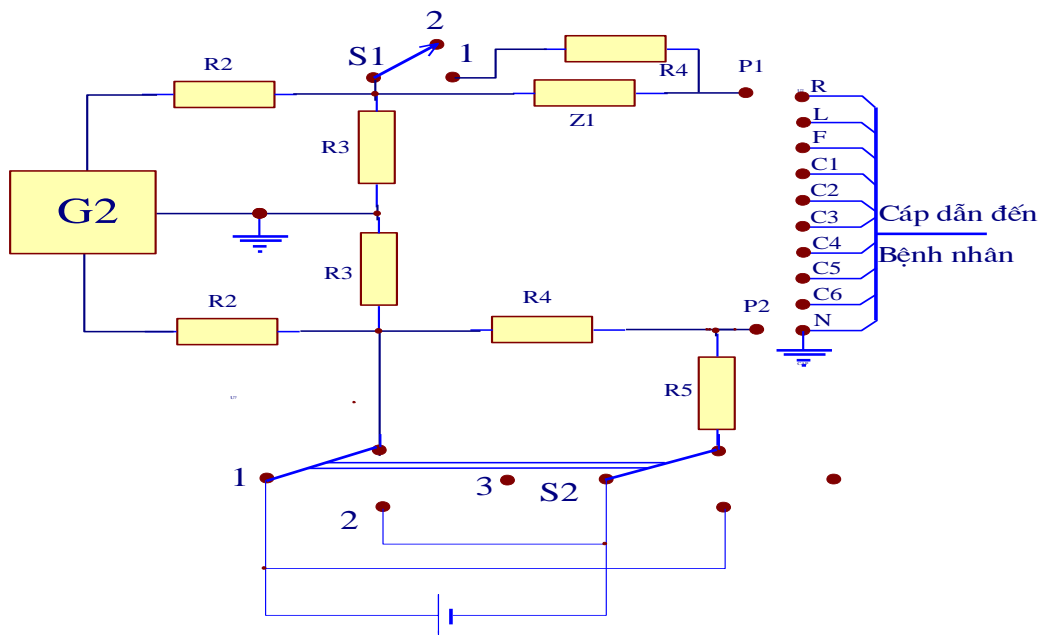 2
S1
1
R2
R4
P1
R
Z1
L
R3
F
C1
G2
C2
Cáp dẫn đến
C3
C4
Bệnh nhân
R3
C5
C6
R2
R4
P2
N
R5
1
3
S2
2